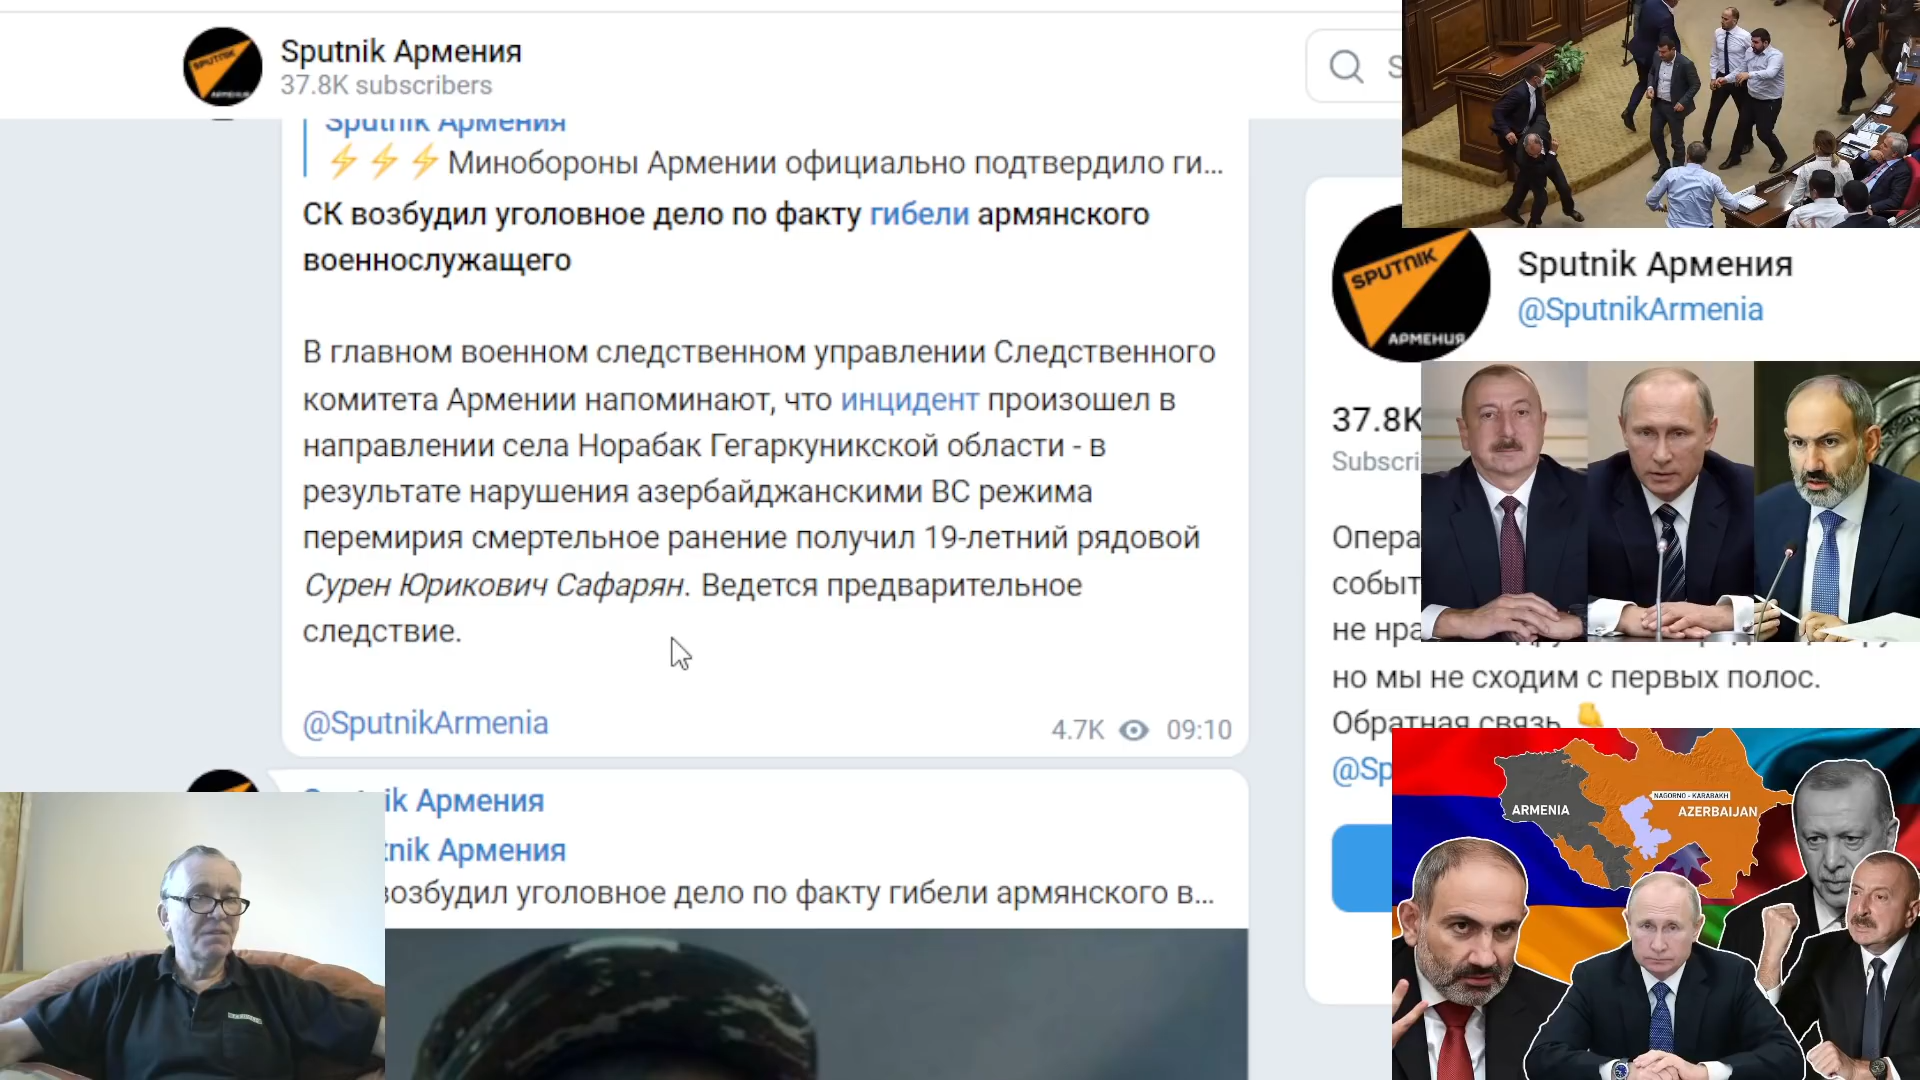 Sputnik Армения
37.8K subscribers
Sputnik Армения
⚡⚡⚡ Минобороны Армении официально подтвердило ги...
СК возбудил уголовное дело по факту гибели армянского
военнослужащего
В главном военном следственном управлении Следственного
комитета Армении напоминают, что инцидент произошел в
направлении села Норабак Гегаркуникской области - в
результате нарушения азербайджанскими ВС режима
перемирия смертельное ранение получил 19-летний рядовой
Сурен Юрикович Сафарян. Ведется предварительное
следствие.
@SputnikArmenia
4.7K 09:10
ik Армения
tnik Армения
возбудил уголовное дело по факту гибели армянского в...
S
SPUTNIK
АРМЕНИЯ
Sputnik Армения
@SputnikArmenia
37.8K
Subscri
Опера
событ
не нра
но мы не сходим с первых полос.
Обратная связь 👇
@Sp
ARMENIA
NAGORNO - KARABAKH
AZERBAIJAN